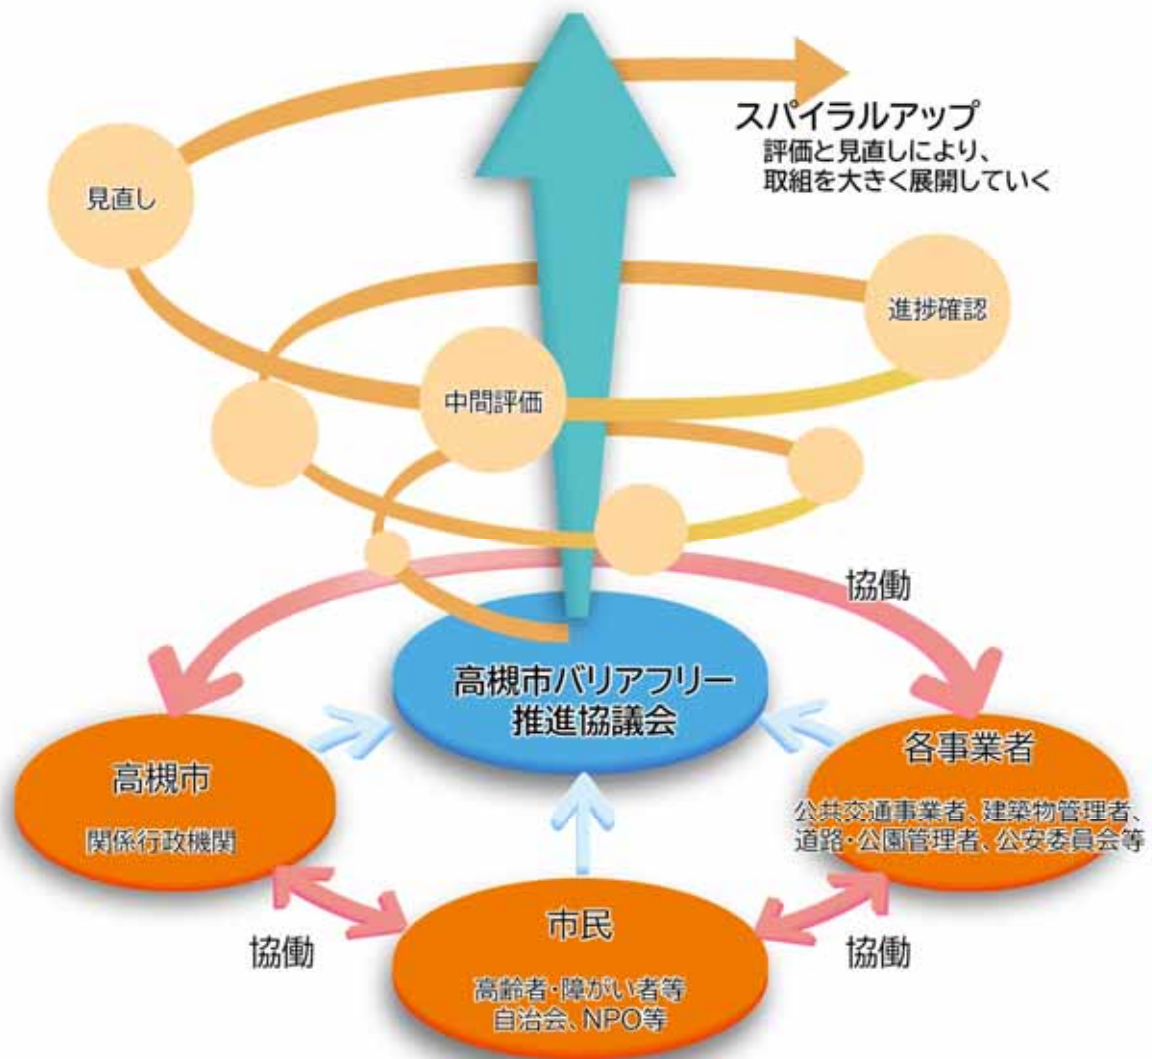 スパイラルアップ
評価と見直しにより、
取組を大きく展開していく
見直し
進捗確認
中間評価
協働
高槻市バリアフリー
推進協議会
高槻市
関係行政機関
各事業者
公共交通事業者、建築物管理者、
道路・公園管理者、公安委員会等
市民
高齢者・障がい者等
自治会、NPO等
協働
協働